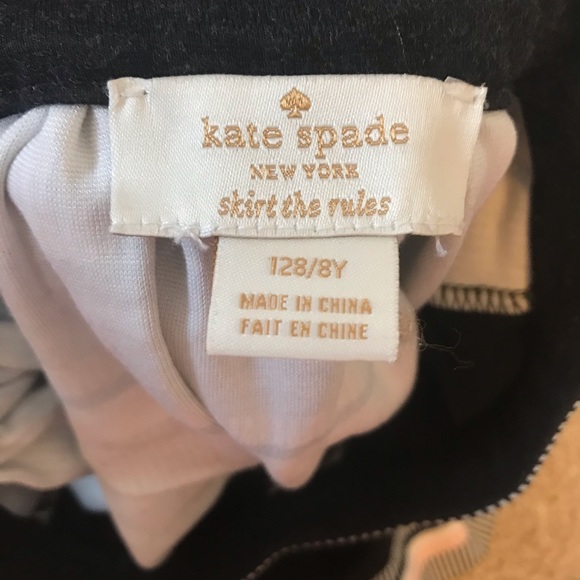 kate spade
NEW YORK
skirt the rules
128/8Y
MADE IN CHINA
FAIT EN CHINE